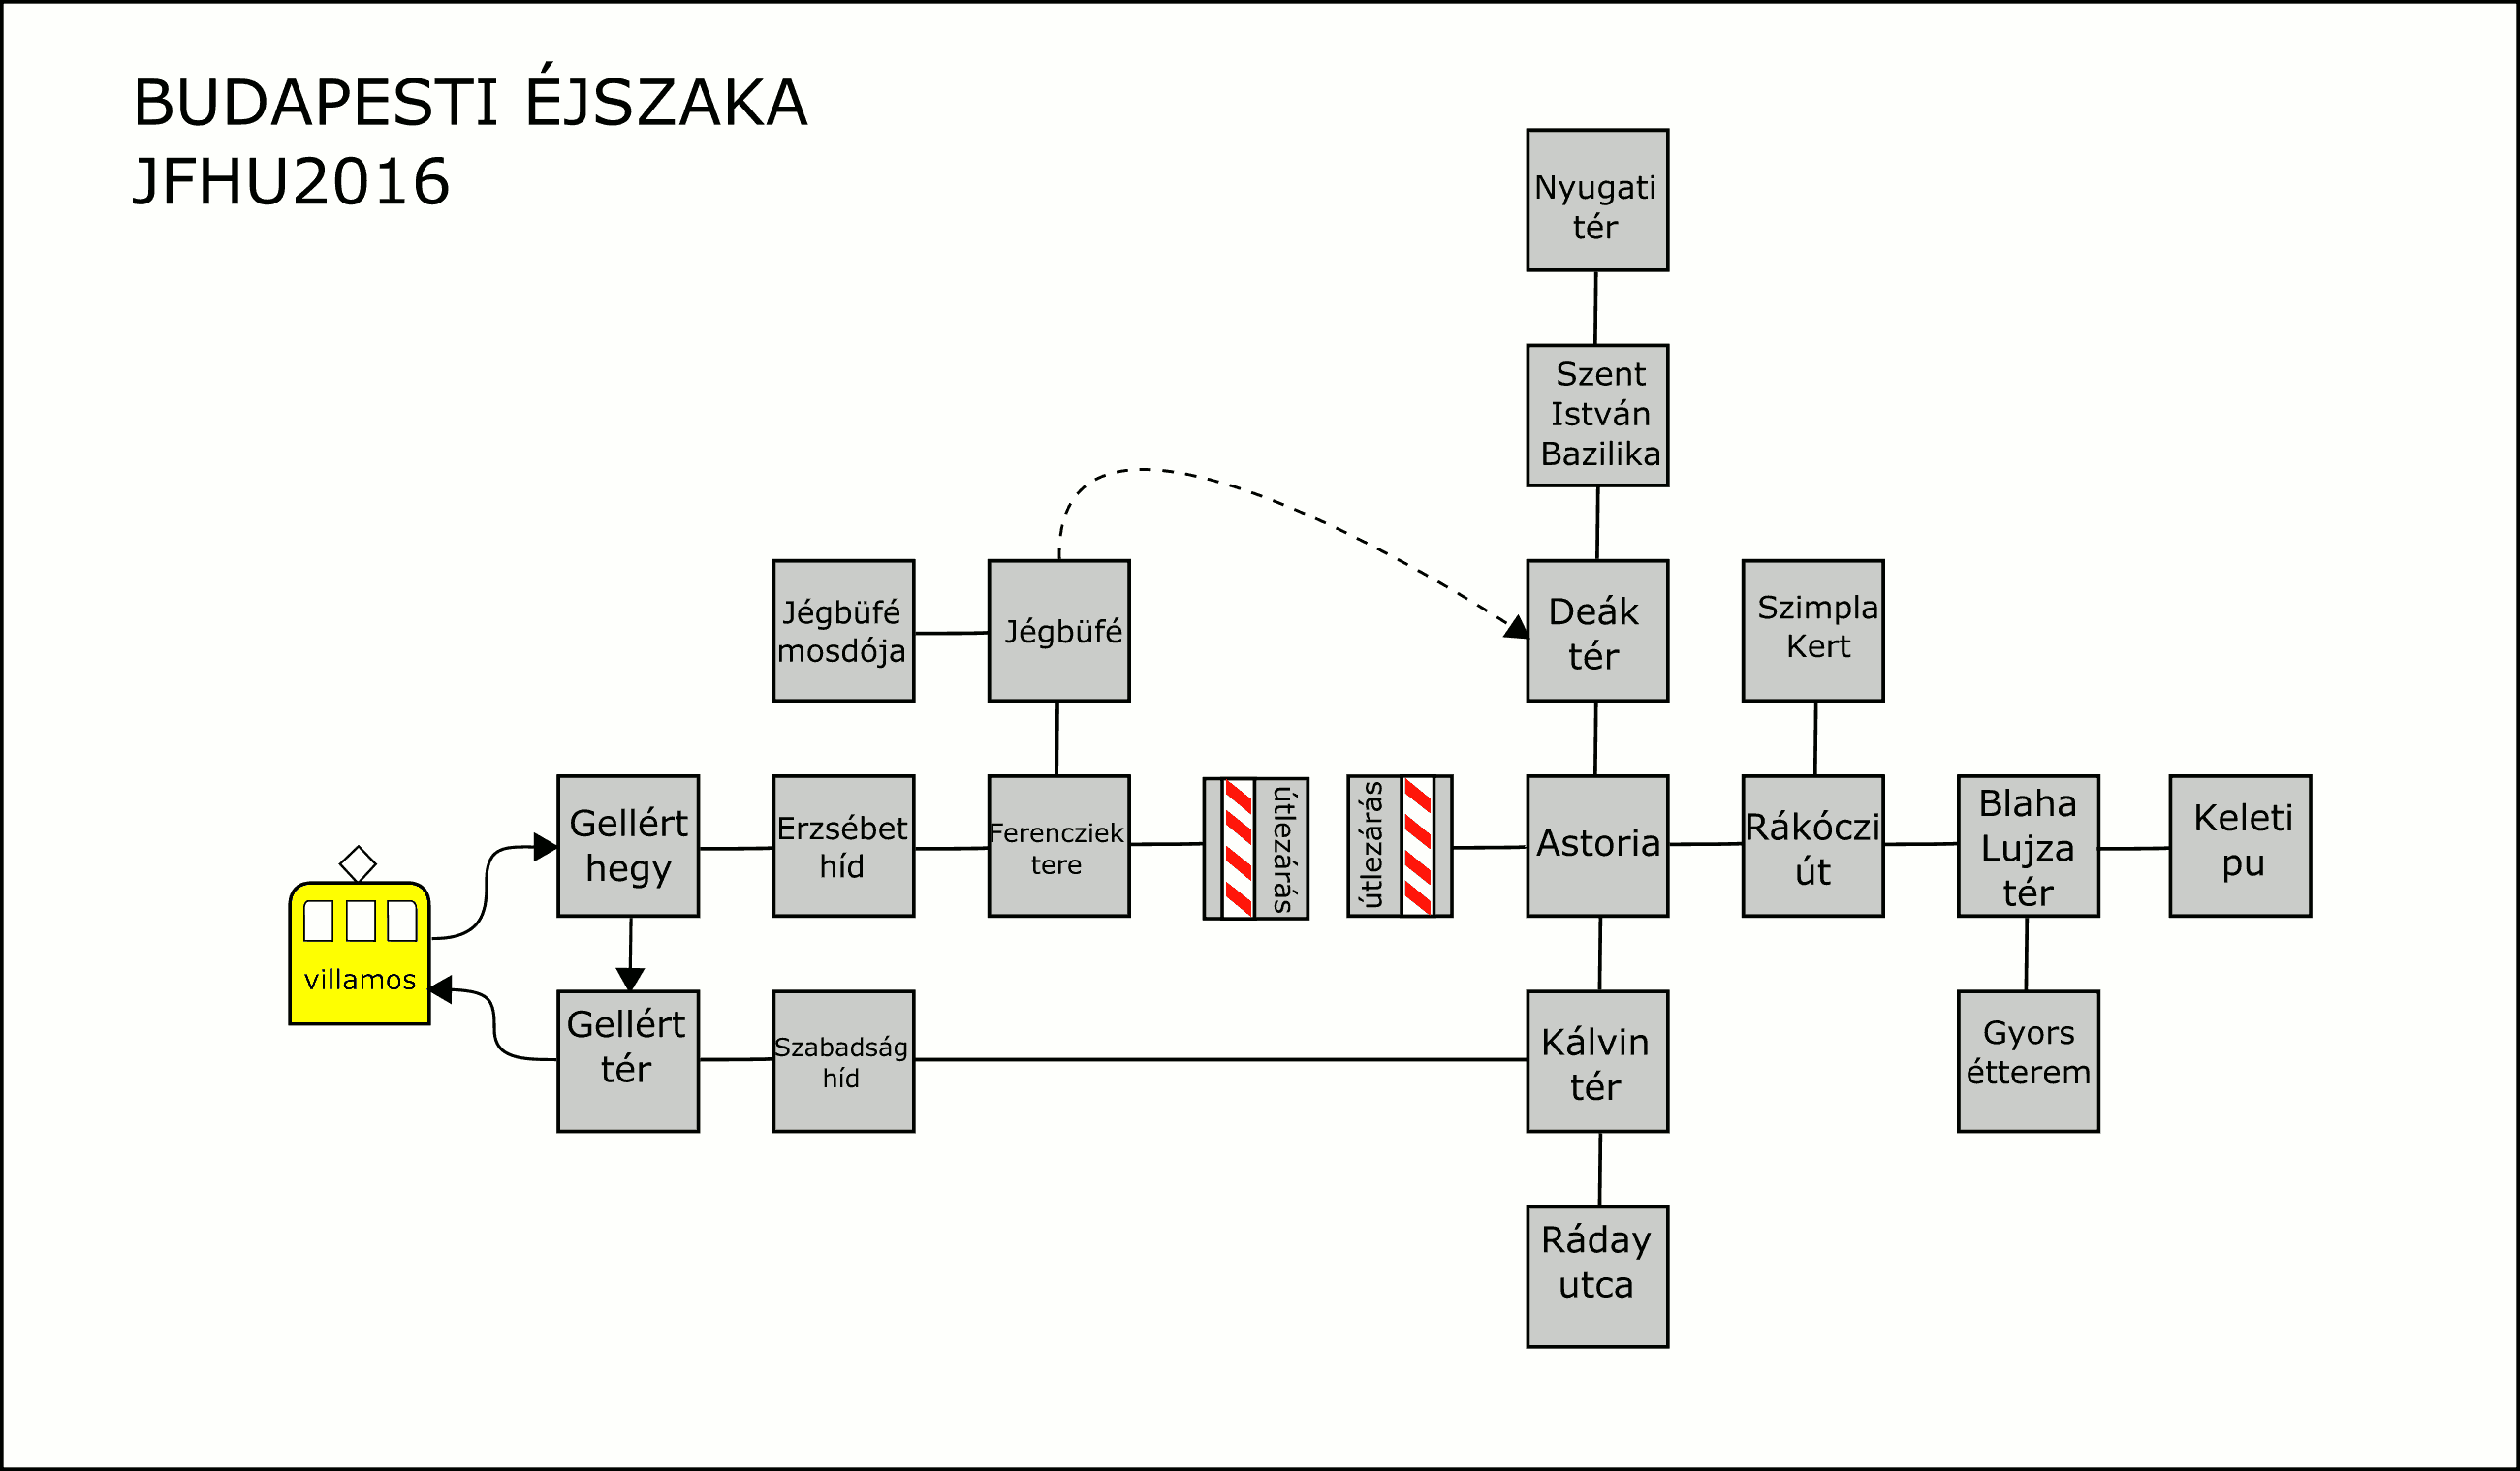 BUDAPESTI ÉJSZAKA
JFHU2016
Nyugati
tér
Szent
István
Bazilika
Jégbüfé
mosdója
Jégbüfé
Deák
tér
Szimpla
Kert
villamos
Gellért
hegy
Erzsébet
híd
Ferencziek
tere
útlezárás
útlezárás
Astoria
Rákóczi
út
Blaha
Lujza
tér
Keleti
pu
Gellért
tér
Szabadság
híd
Kálvin
tér
Gyors
étterem
Ráday
utca